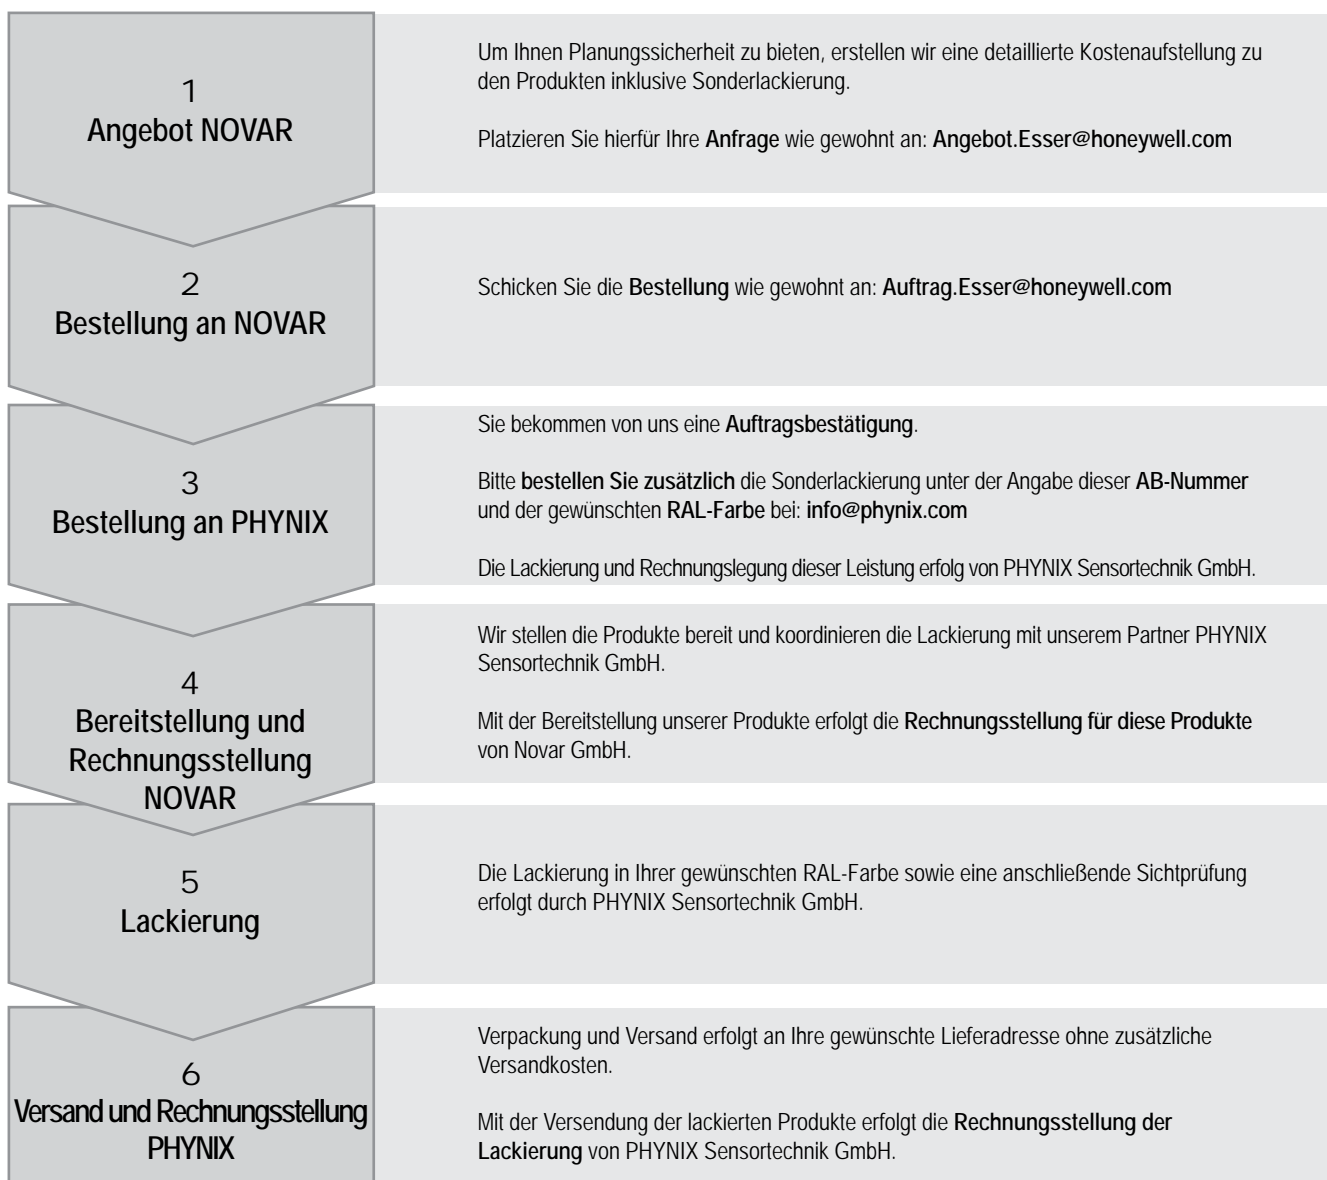 1
Angebot NOVAR
Um Ihnen Planungssicherheit zu bieten, erstellen wir eine detaillierte Kostenaufstellung zu
den Produkten inklusive Sonderlackierung.
Platzieren Sie hierfür Ihre Anfrage wie gewohnt an: Angebot.Esser@honeywell.com
2
Bestellung an NOVAR
Schicken Sie die Bestellung wie gewohnt an: Auftrag.Esser@honeywell.com
3
Bestellung an PHYNIX
Sie bekommen von uns eine Auftragsbestätigung.
Bitte bestellen Sie zusätzlich die Sonderlackierung unter der Angabe dieser AB-Nummer
und der gewünschten RAL-Farbe bei: info@phynix.com
Die Lackierung und Rechnungslegung dieser Leistung erfolg von PHYNIX Sensortechnik GmbH.
4
Bereitstellung und
Rechnungsstellung
NOVAR
Wir stellen die Produkte bereit und koordinieren die Lackierung mit unserem Partner PHYNIX
Sensortechnik GmbH.
Mit der Bereitstellung unserer Produkte erfolgt die Rechnungsstellung für diese Produkte
von Novar GmbH.
5
Lackierung
Die Lackierung in Ihrer gewünschten RAL-Farbe sowie eine anschließende Sichtprüfung
erfolgt durch PHYNIX Sensortechnik GmbH.
6
Versand und Rechnungsstellung
PHYNIX
Verpackung und Versand erfolgt an Ihre gewünschte Lieferadresse ohne zusätzliche
Versandkosten.
Mit der Versendung der lackierten Produkte erfolgt die Rechnungsstellung der
Lackierung von PHYNIX Sensortechnik GmbH.